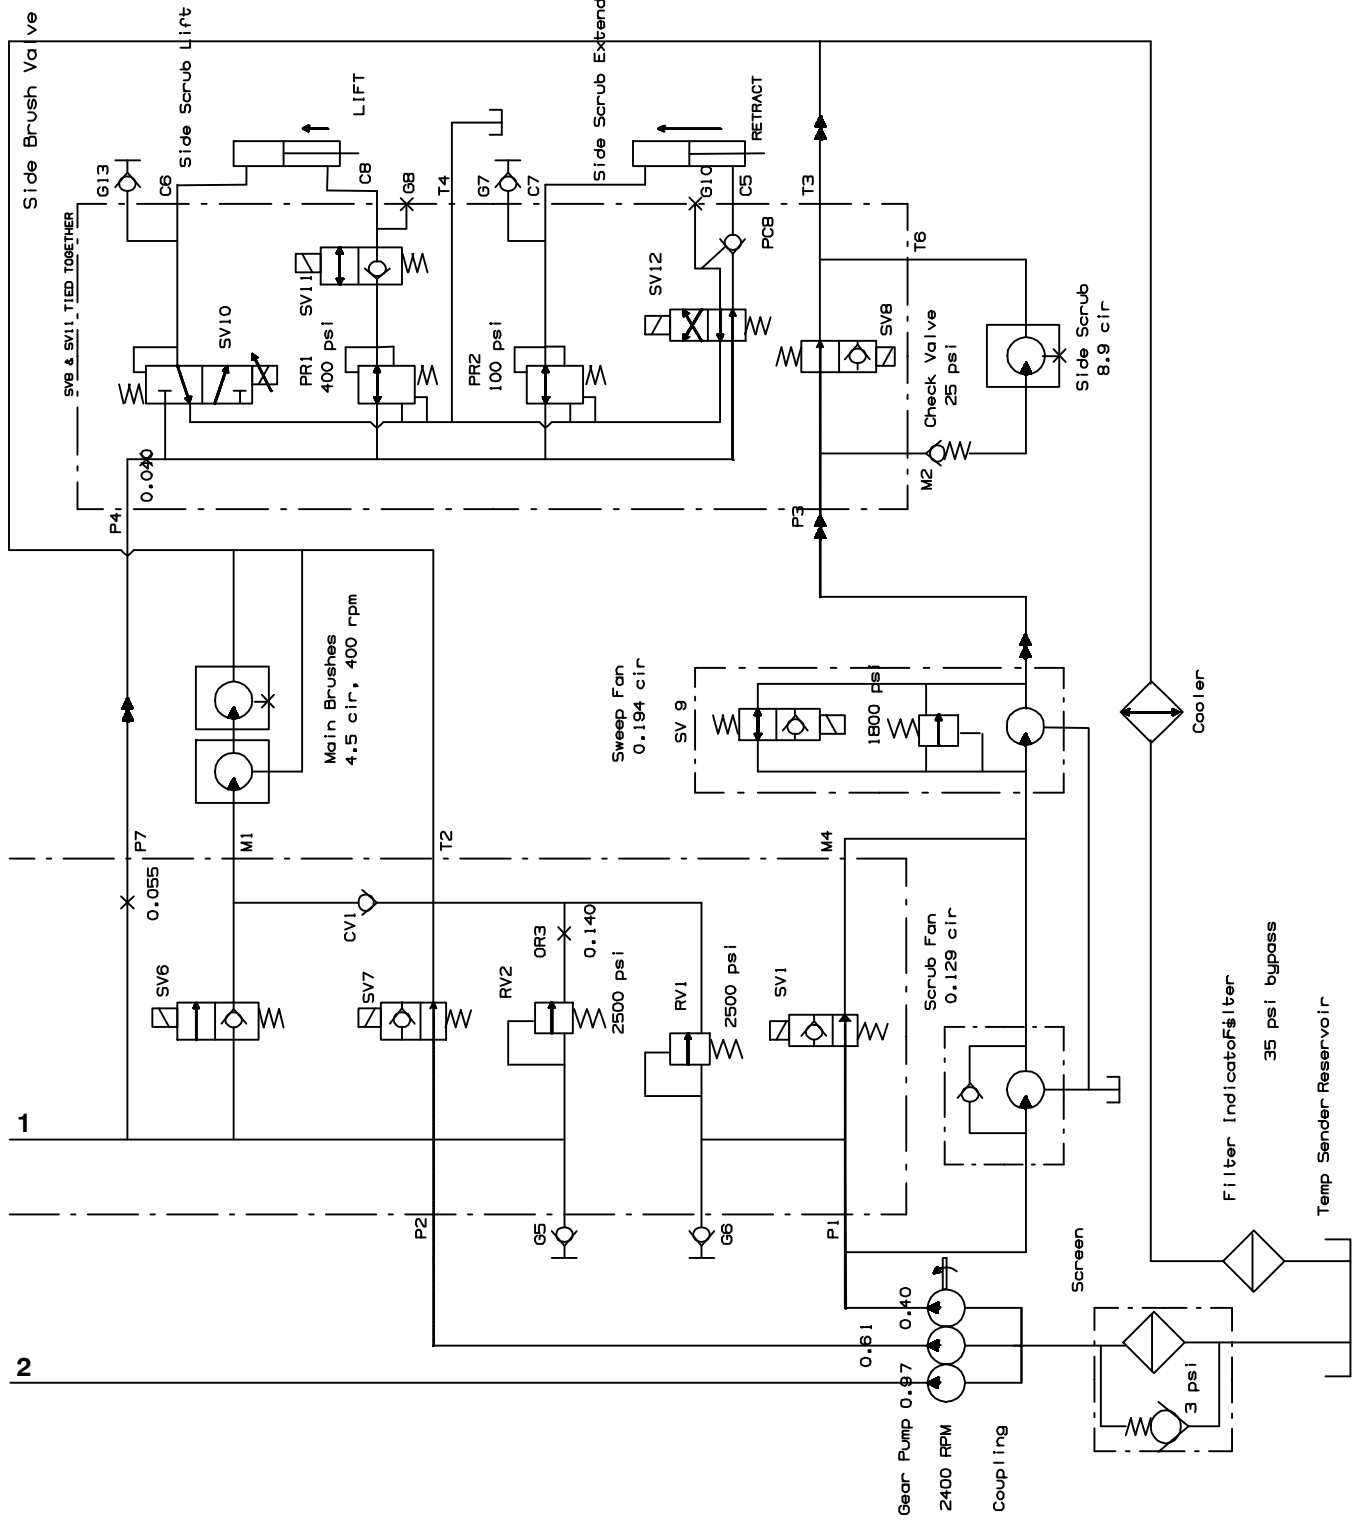 Side Brush Valve
Side Scrub Lift
Side Scrub Extend
LIFT
RETRACT
G13
C6
C8
G8
T4
G7
C7
G10
C5
T3
SV8 & SV11 TIED TOGETHER
SV10
SV11
PR1
400 psi
PR2
100 psi
SV12
PC8
SV8
T6
Check Valve
25 psi
Side Scrub
8.9 cir
M2
0.040
P4
P3
Main Brushes
4.5 cir, 400 rpm
Sweep Fan
0.194 cir
SV 9
1800 psi
Cooler
P7
M1
T2
M4
0.055
CV1
OR3
0.140
SV6
SV7
RV2
2500 psi
RV1
2500 psi
SV1
Scrub Fan
0.129 cir
1
P2
G5
G6
P1
Filter Indicator
Filter
35 psi bypass
Temp Sender
Reservoir
Screen
3 psi
2
0.61
0.40
Gear Pump 0.97
2400 RPM
Coupling